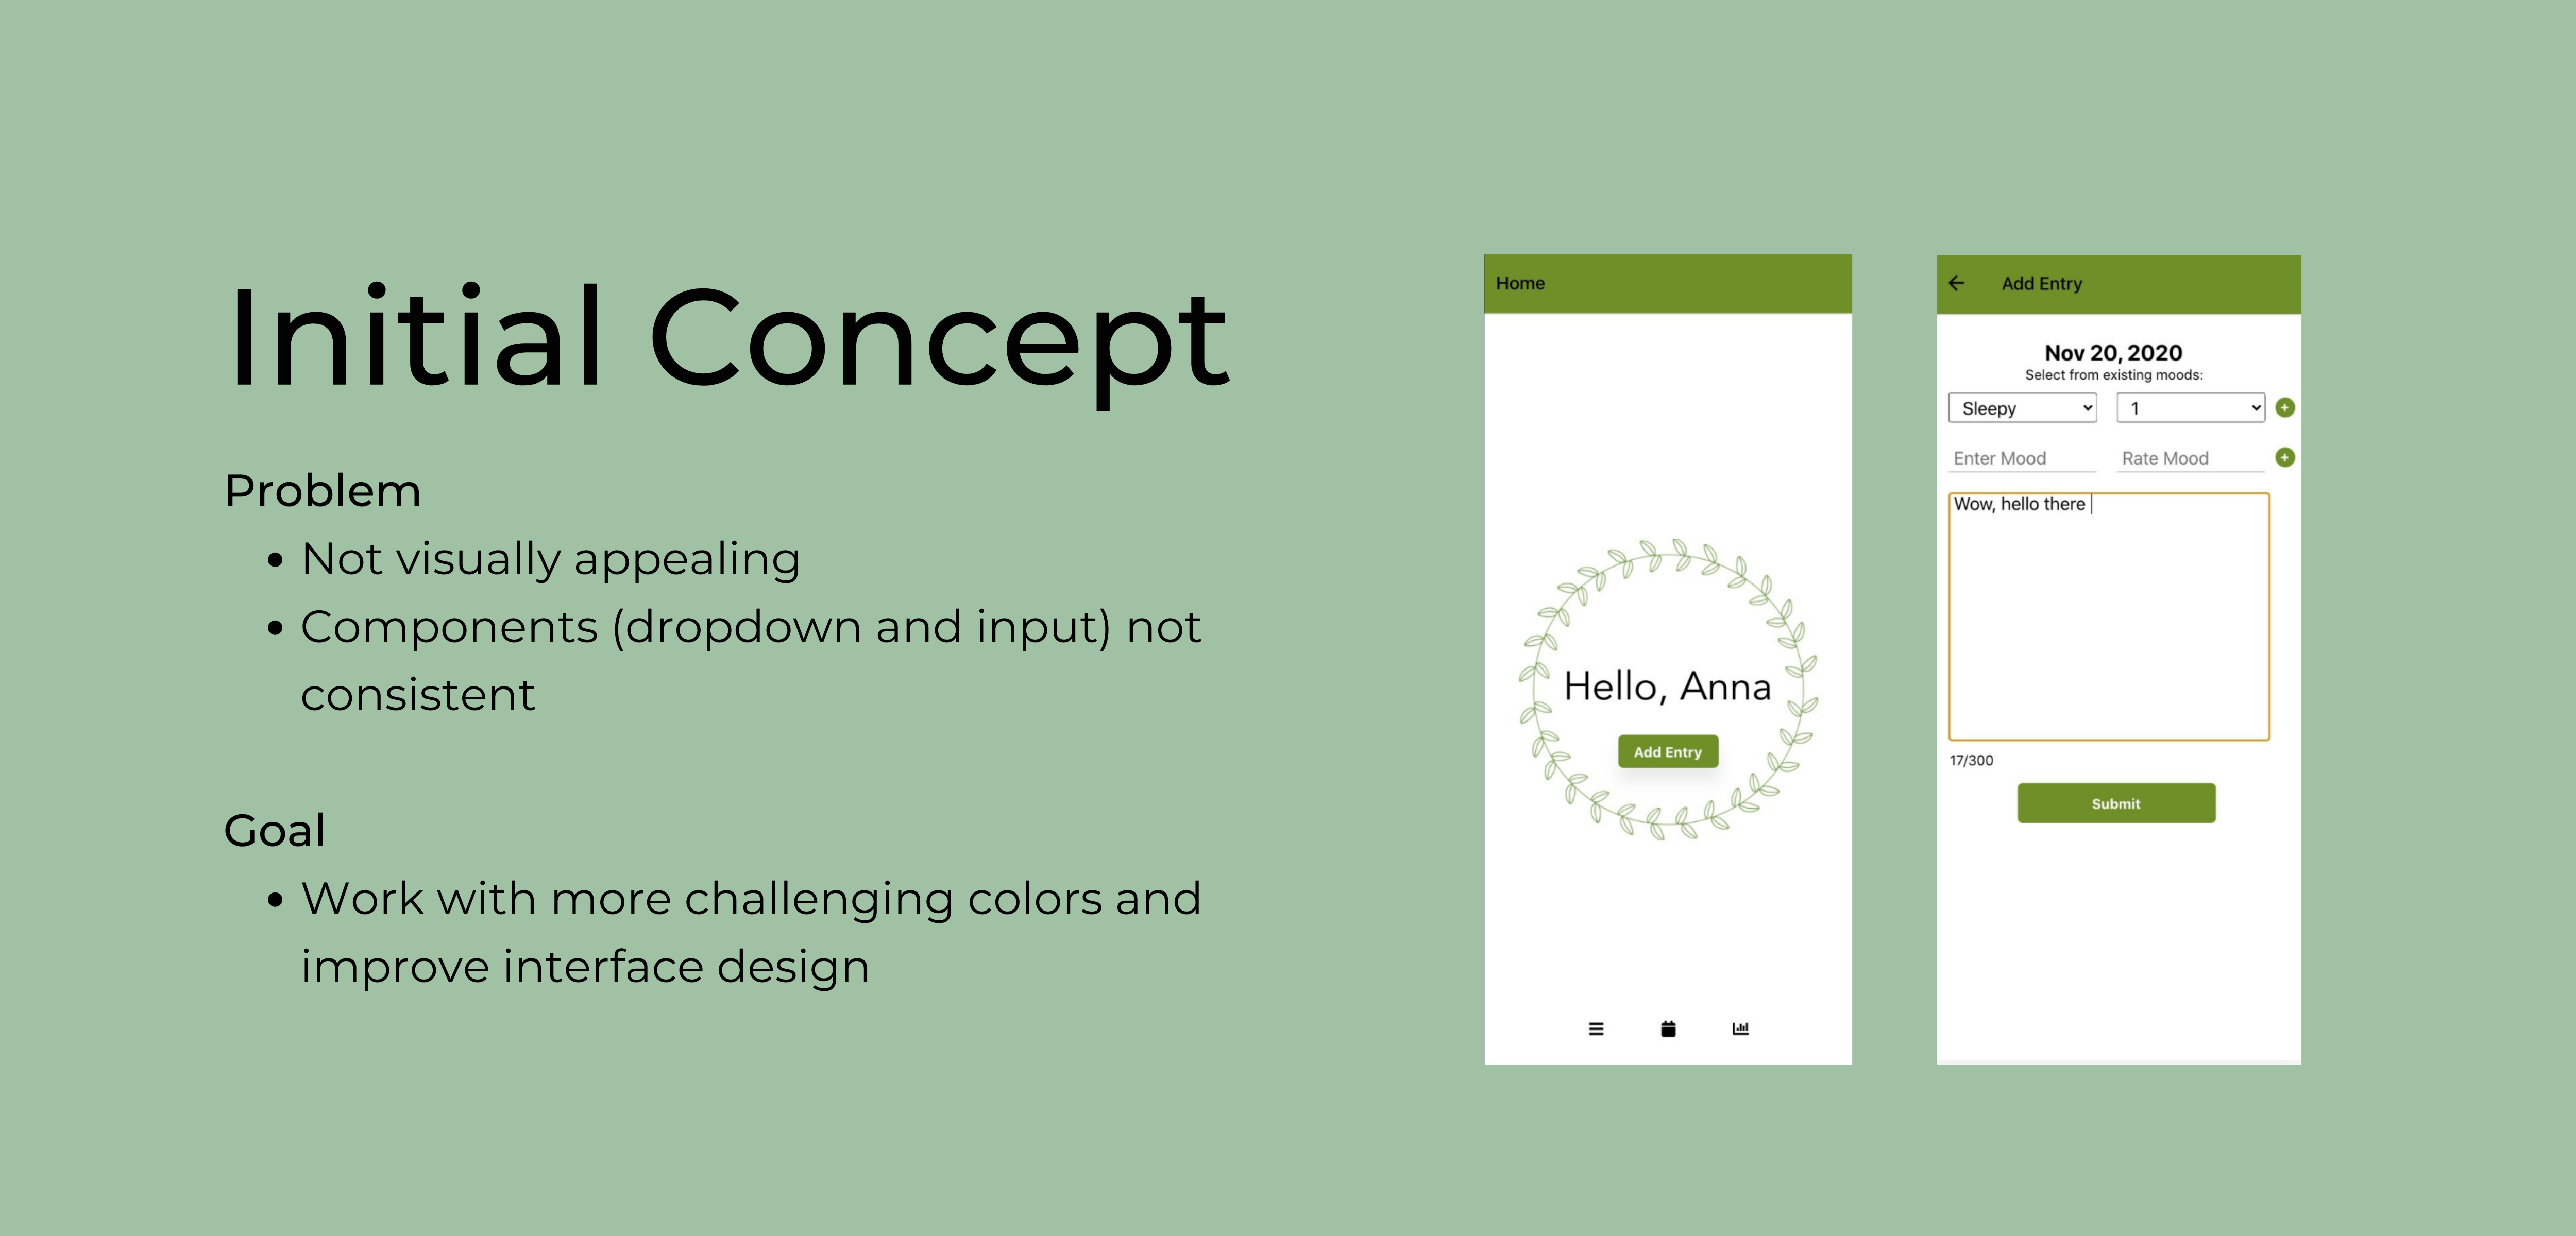 Initial Concept
Problem
• Not visually appealing
• Components (dropdown and input) not
consistent
Goal
• Work with more challenging colors and
improve interface design
Home
Hello, Anna
Add Entry
Add Entry
Nov 20, 2020
Select from existing moods:
Sleepy 1
Enter Mood Rate Mood
Wow, hello there
17/300
Submit